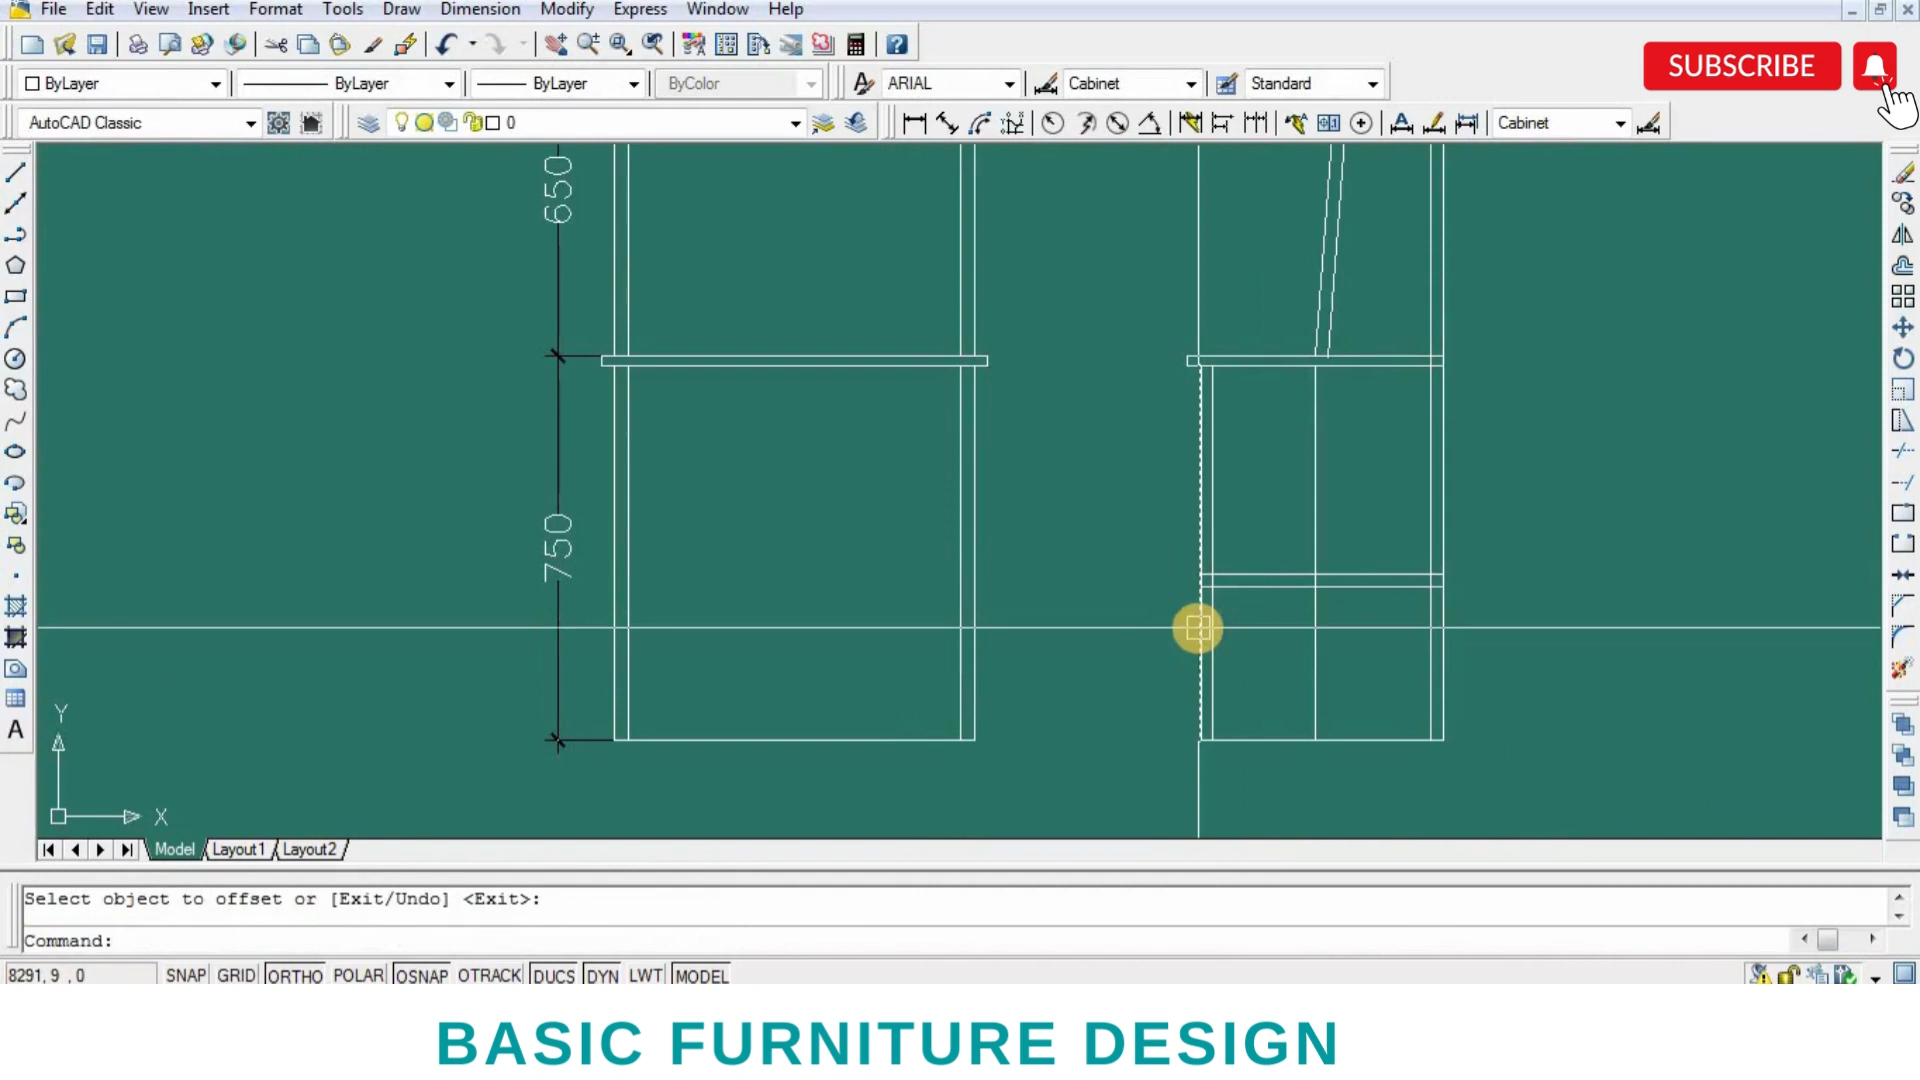 File Edit View Insert Format Tools Draw Dimension Modify Express Window Help
SUBSCRIBE
ByLayer ByLayer ByLayer ByColor ARIAL Cabinet Standard
AutoCAD Classic 0 Cabinet
650
750
Y
X
A
Model Layout1 Layout2
Select object to offset or [Exit/Undo] <Exit>:
Command:
8291, 9 , 0 SNAP GRID ORTHO POLAR OSNAP OTRACK DUCS DYN LWT MODEL
BASIC FURNITURE DESIGN